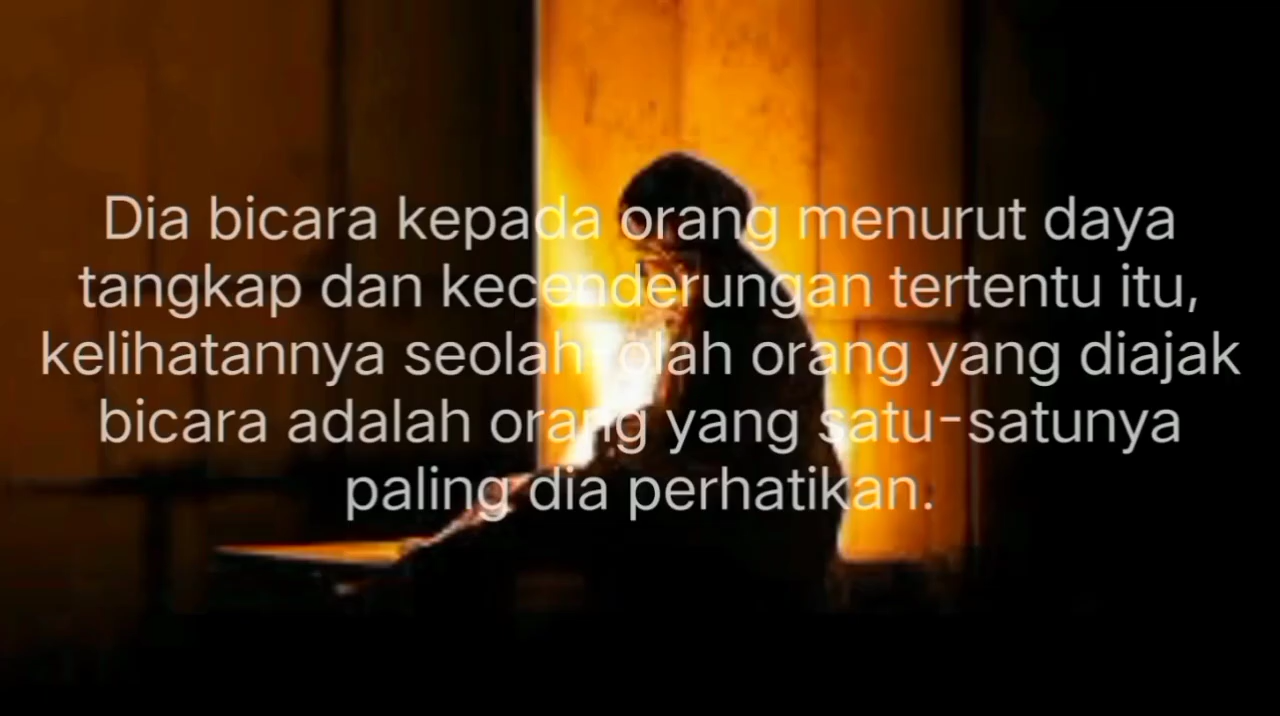 Dia bicara kepada orang menurut daya
tangkap dan kecenderungan tertentu itu,
kelihatannya seolah-olah orang yang diajak
bicara adalah orang yang satu-satunya
paling dia perhatikan.